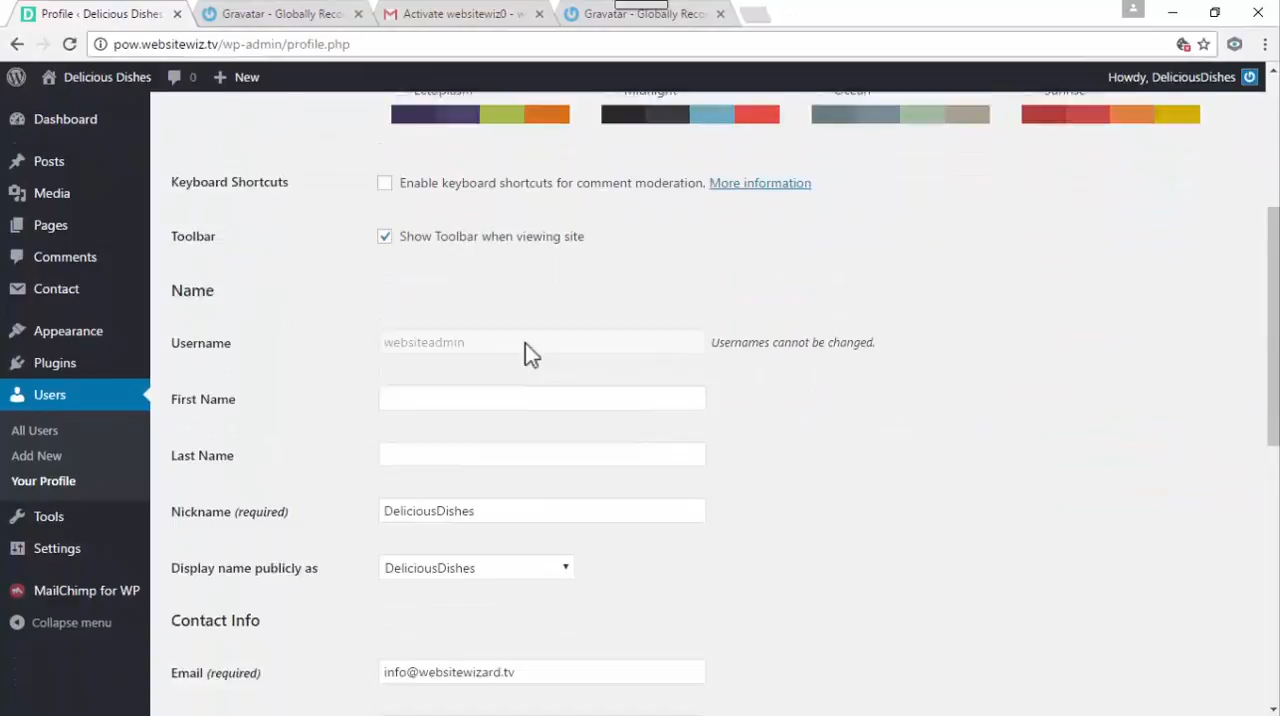 Profile ‹ Delicious Dishes
Gravatar - Globally Reco
Activate websitewiz0 - w
Gravatar - Globally Reco
pow.websitewiz.tv/wp-admin/profile.php
Delicious Dishes
0
New
Howdy, DeliciousDishes
Dashboard
Posts
Media
Pages
Comments
Contact
Appearance
Plugins
Users
All Users
Add New
Your Profile
Tools
Settings
MailChimp for WP
Collapse menu
Ectoplasm
Midnight
Ocean
Sunrise
Keyboard Shortcuts
Enable keyboard shortcuts for comment moderation. More information
Toolbar
Show Toolbar when viewing site
Name
Username
websiteadmin
Usernames cannot be changed.
First Name
Last Name
Nickname (required)
DeliciousDishes
Display name publicly as
DeliciousDishes
Contact Info
Email (required)
info@websitewizard.tv